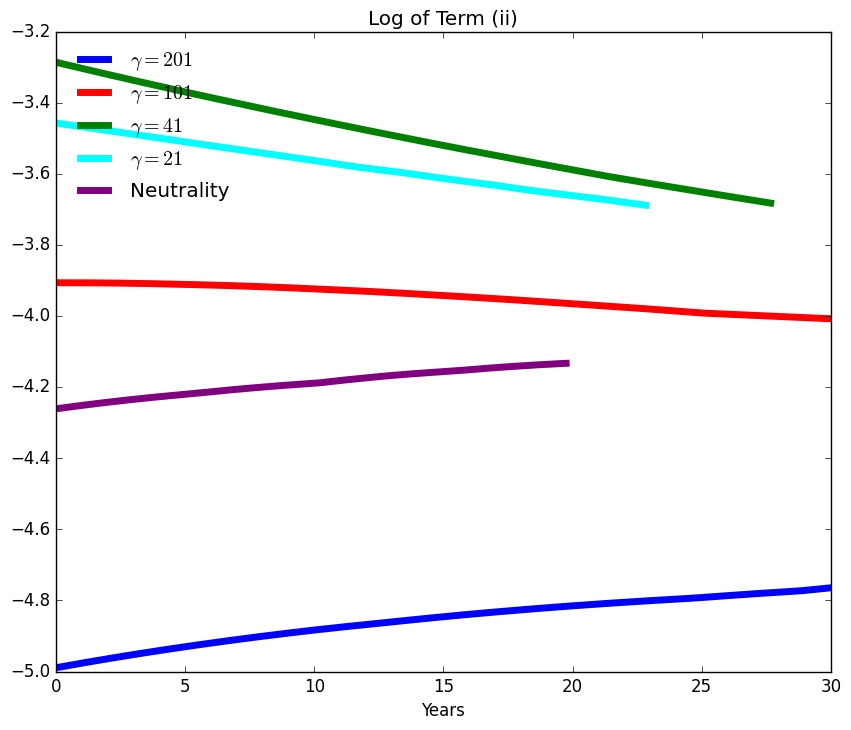 Log of Term (ii)
−3.2
−3.4
−3.6
−3.8
−4.0
−4.2
−4.4
−4.6
−4.8
−5.0
γ = 201
γ = 101
γ = 41
γ = 21
Neutrality
0 5 10 15 20 25 30
Years